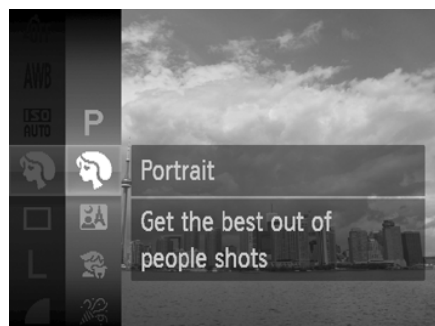 AWB
ISO
AUTO
P
Portrait
L
Get the best out of
people shots